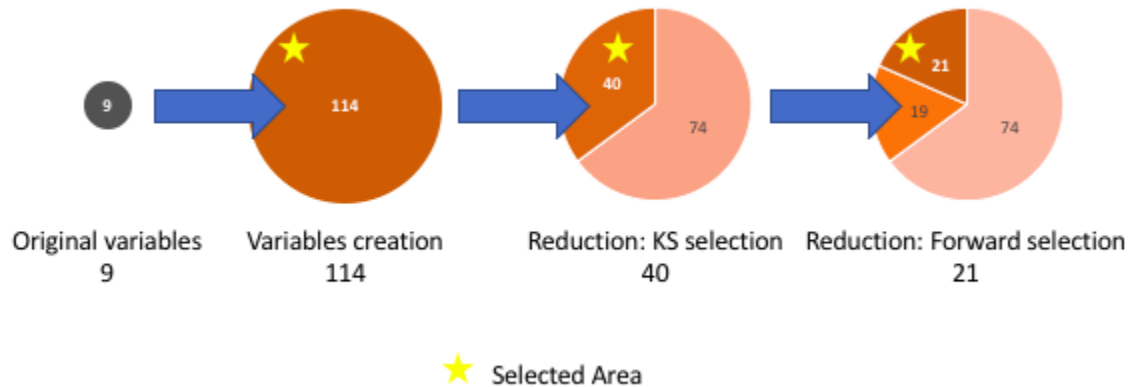 9
114
40
74
21
19
74
Original variables
9
Variables creation
114
Reduction: KS selection
40
Reduction: Forward selection
21
Selected Area